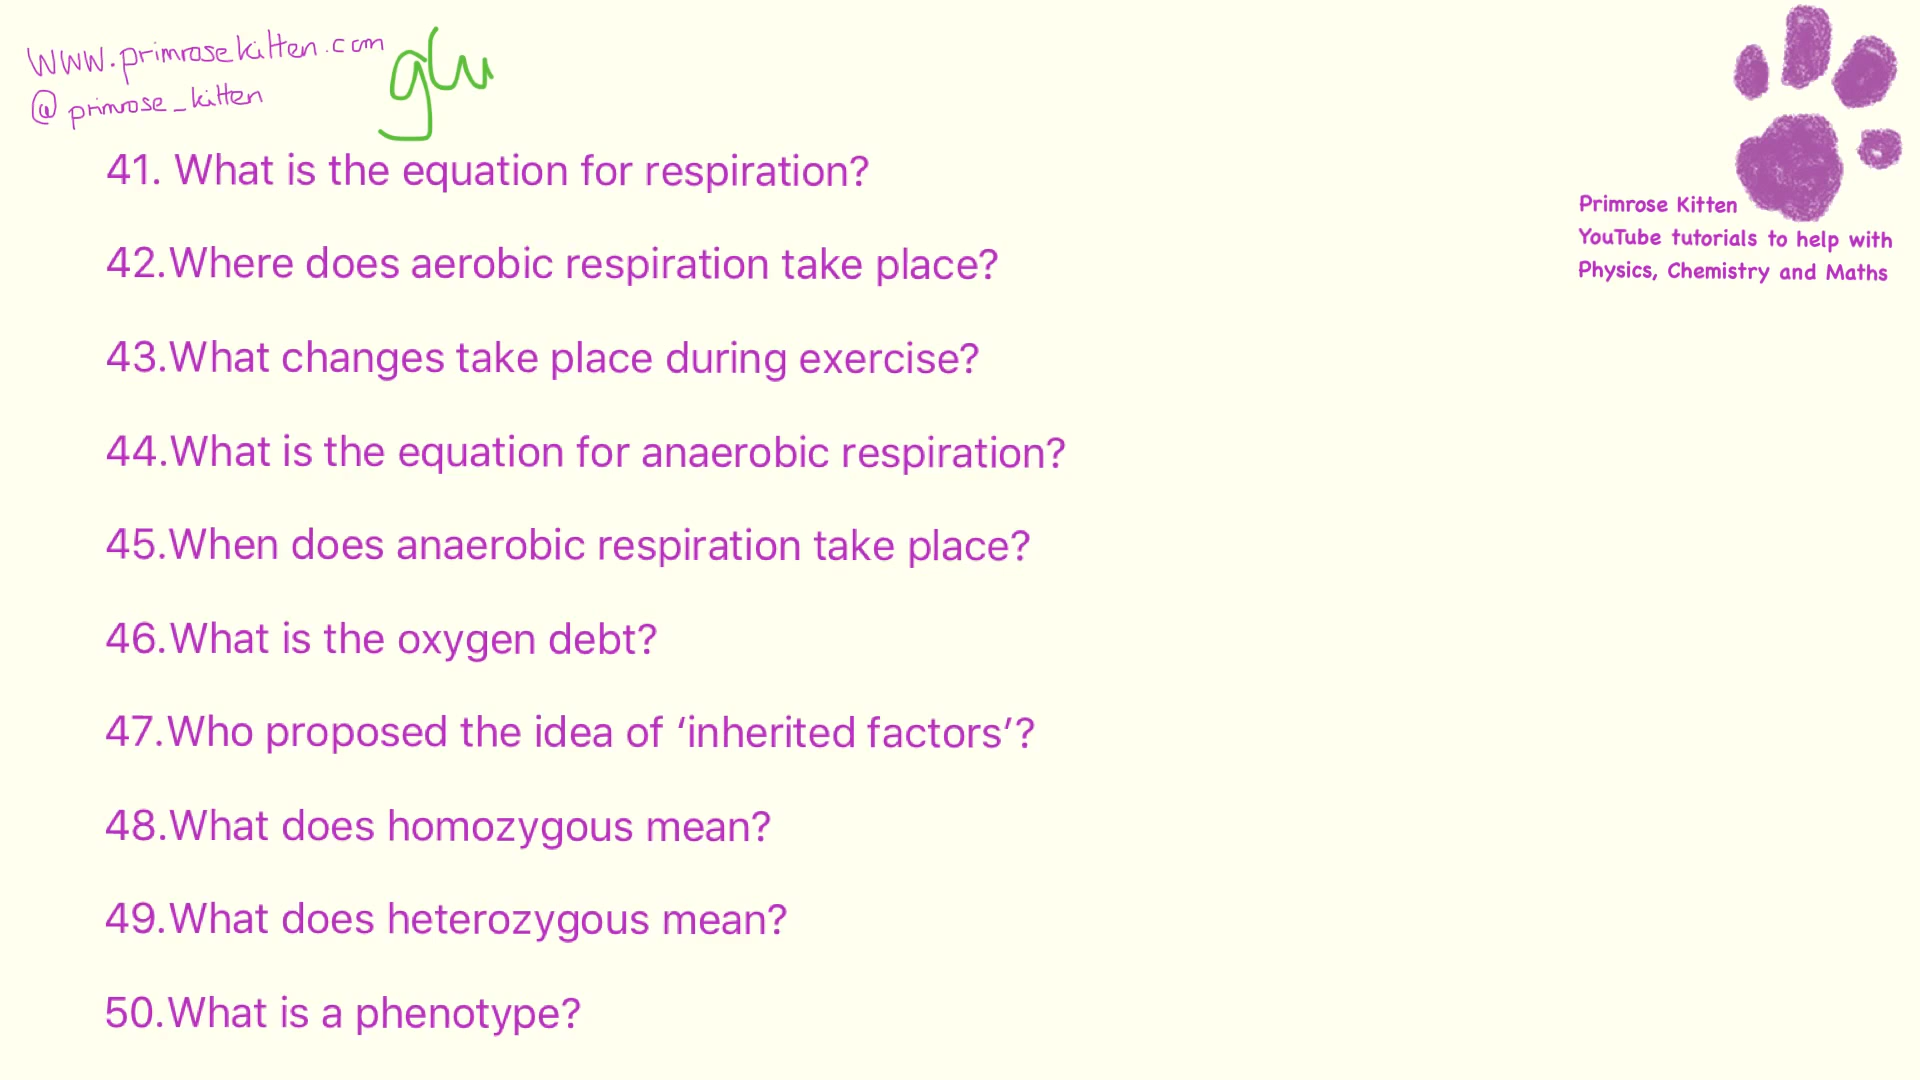 www.primrosekitten.com
@primrose_kitten
glu
41. What is the equation for respiration?
42.Where does aerobic respiration take place?
43.What changes take place during exercise?
44.What is the equation for anaerobic respiration?
45.When does anaerobic respiration take place?
46.What is the oxygen debt?
47.Who proposed the idea of ‘inherited factors’?
48.What does homozygous mean?
49.What does heterozygous mean?
50.What is a phenotype?
Primrose Kitten
YouTube tutorials to help with
Physics, Chemistry and Maths